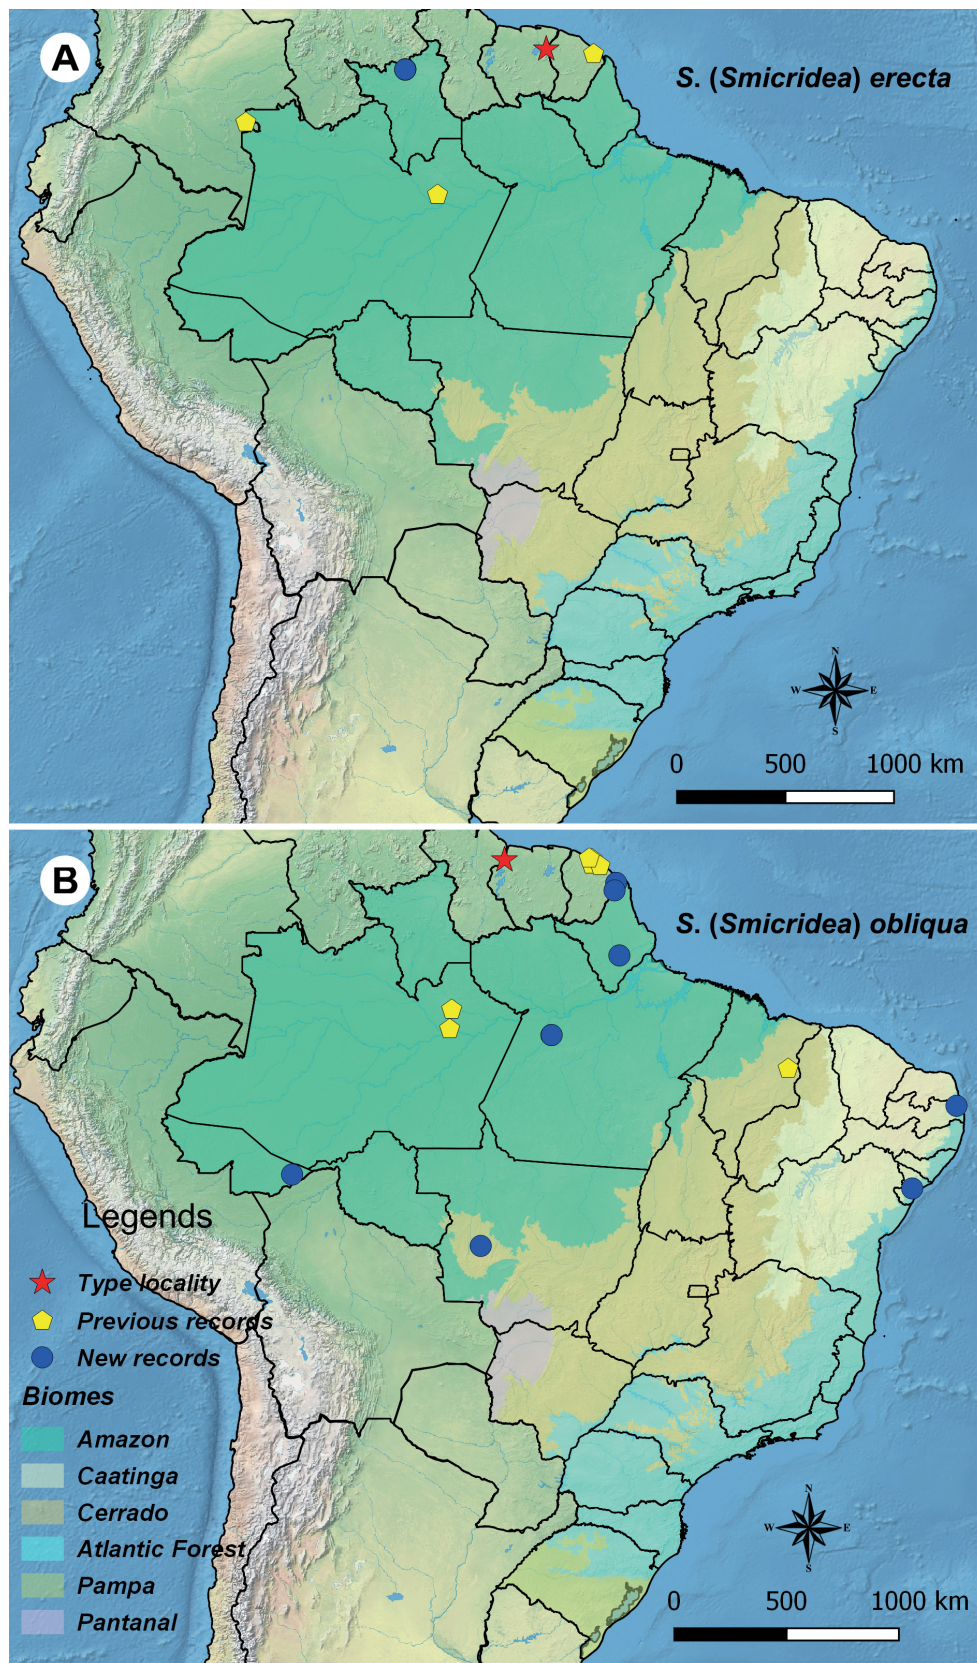 A
S. (Smicridea) erecta
N
W E
S
0 500 1000 km
B
S. (Smicridea) obliqua
Legends
Type locality
Previous records
New records
Biomes
Amazon
Caatinga
Cerrado
Atlantic Forest
Pampa
Pantanal
N
W E
S
0 500 1000 km